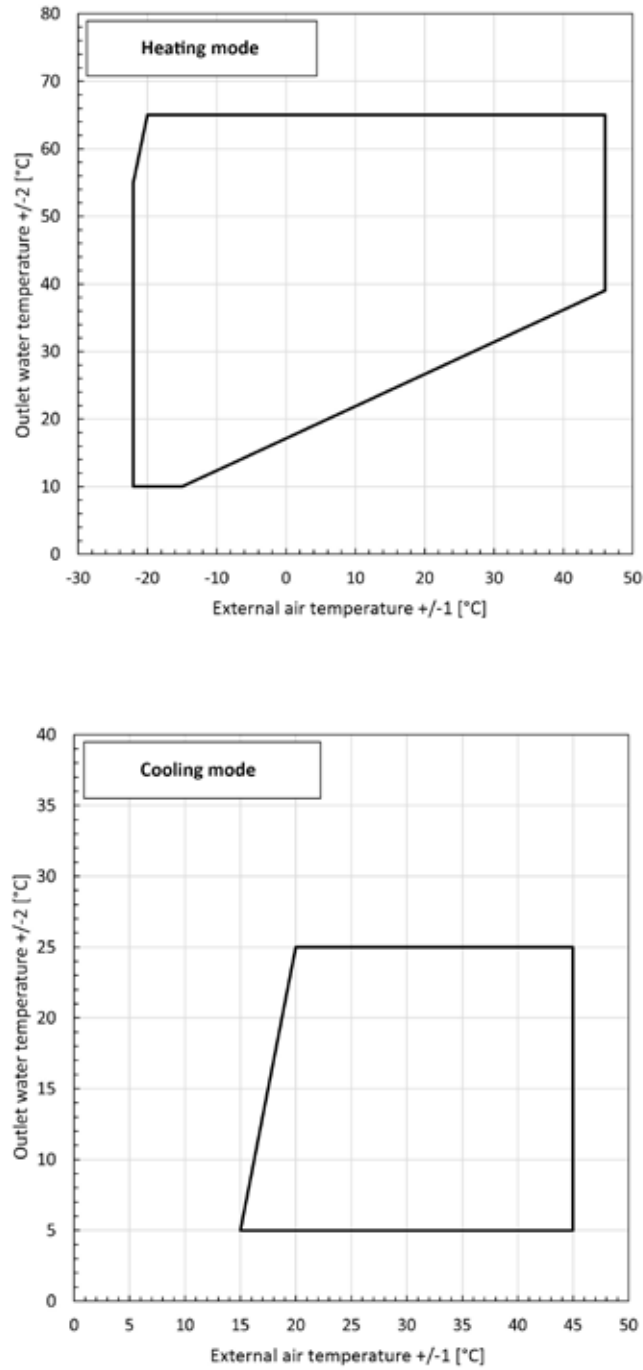 Heating mode
80
70
60
50
40
30
20
10
0
-30 -20 -10 0 10 20 30 40 50
Outlet water temperature +/-2 [°C]
External air temperature +/-1 [°C]
Cooling mode
40
35
30
25
20
15
10
5
0
0 5 10 15 20 25 30 35 40 45 50
Outlet water temperature +/-2 [°C]
External air temperature +/-1 [°C]